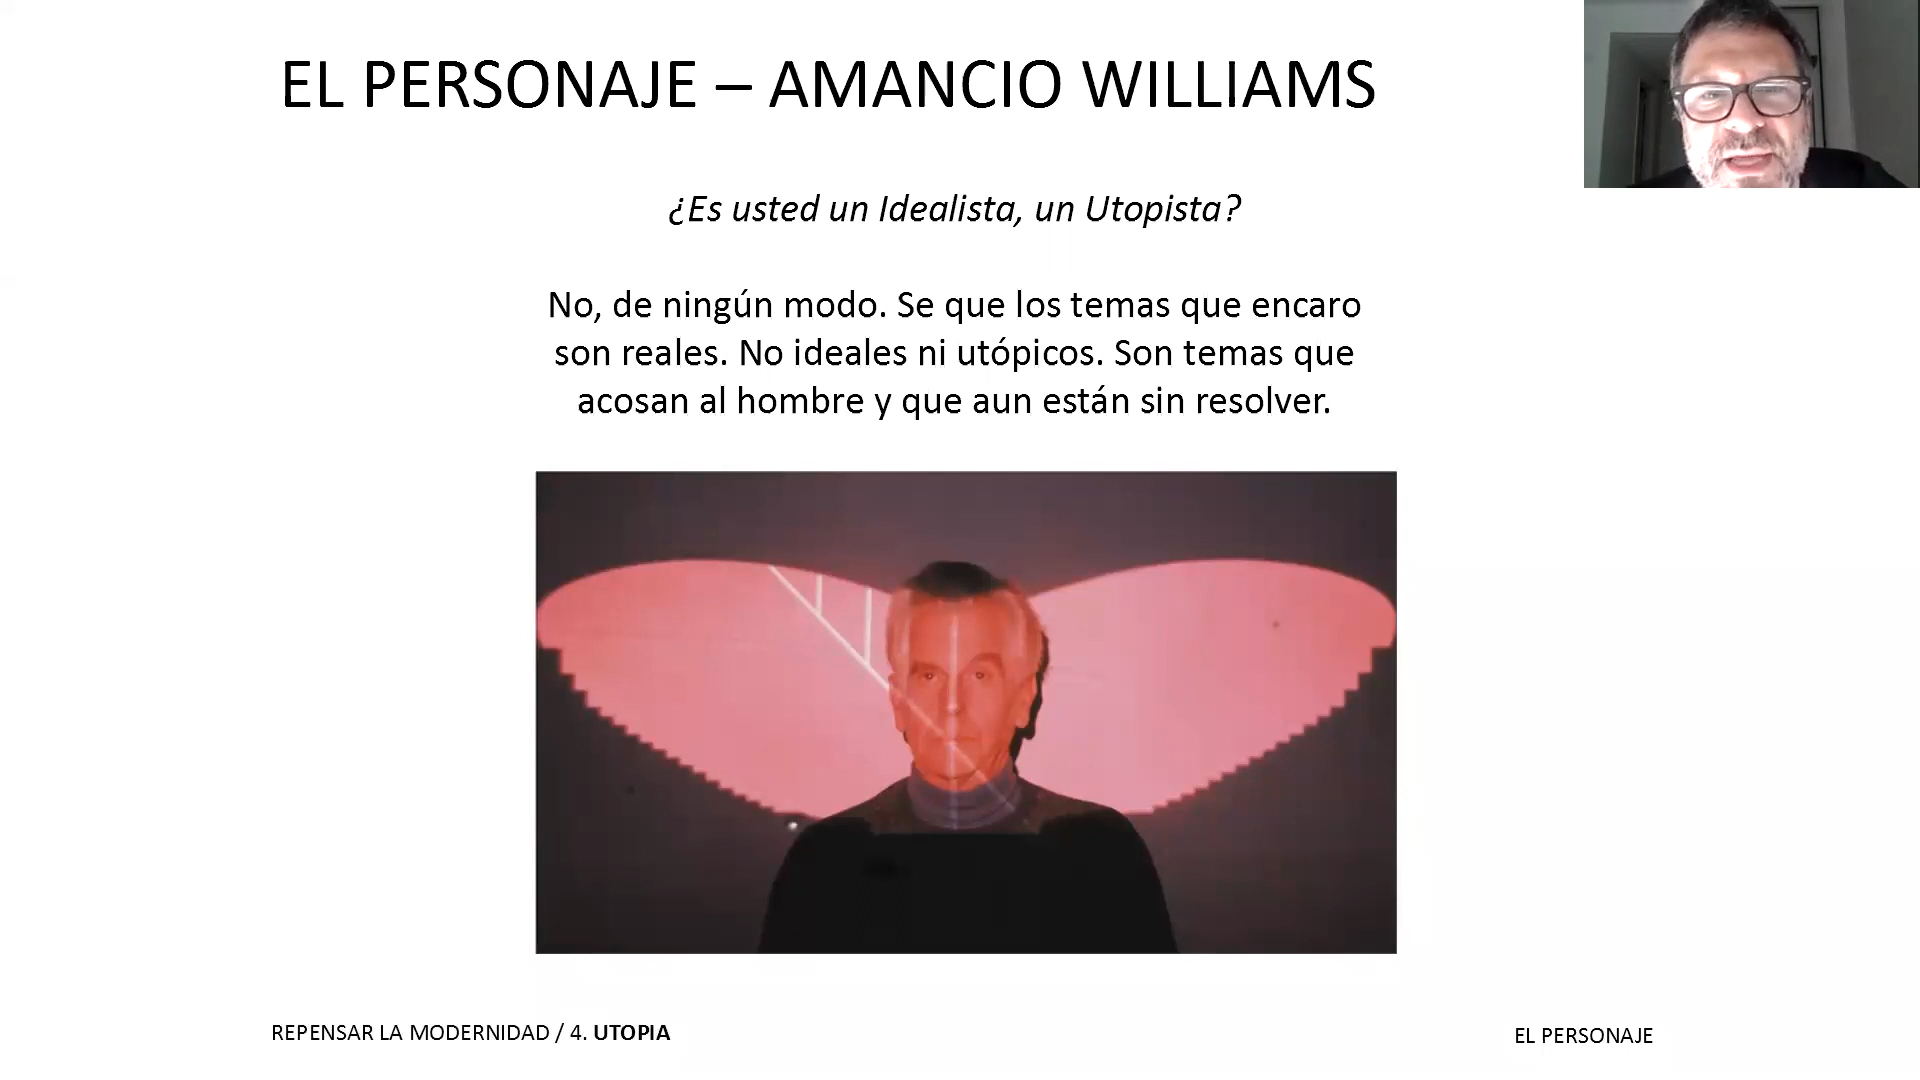 EL PERSONAJE – AMANCIO WILLIAMS
¿Es usted un Idealista, un Utopista?
No, de ningún modo. Se que los temas que encaro
son reales. No ideales ni utópicos. Son temas que
acosan al hombre y que aun están sin resolver.
REPENSAR LA MODERNIDAD / 4. UTOPIA
EL PERSONAJE